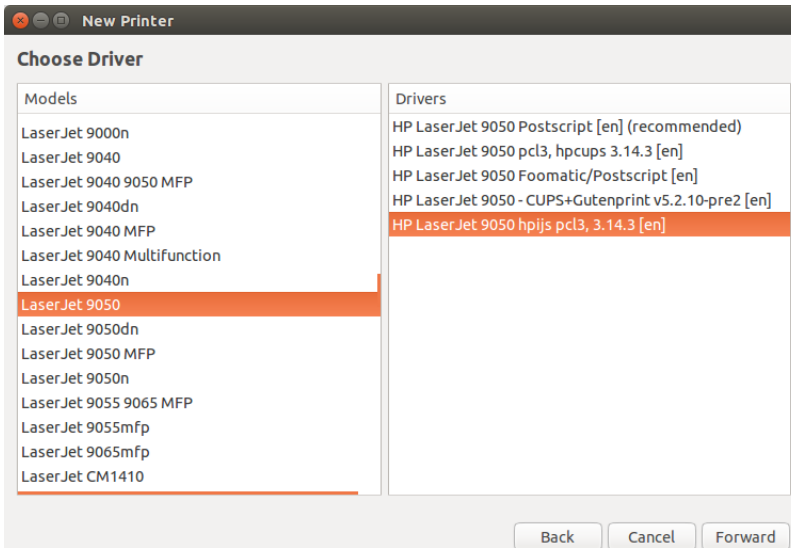 New Printer
Choose Driver
Models
LaserJet 9000n
LaserJet 9040
LaserJet 9040 9050 MFP
LaserJet 9040dn
LaserJet 9040 MFP
LaserJet 9040 Multifunction
LaserJet 9040n
LaserJet 9050
LaserJet 9050dn
LaserJet 9050 MFP
LaserJet 9050n
LaserJet 9055 9065 MFP
LaserJet 9055mfp
LaserJet 9065mfp
LaserJet CM1410
Drivers
HP LaserJet 9050 Postscript [en] (recommended)
HP LaserJet 9050 pcl3, hpcups 3.14.3 [en]
HP LaserJet 9050 Foomatic/Postscript [en]
HP LaserJet 9050 - CUPS+Gutenprint v5.2.10-pre2 [en]
HP LaserJet 9050 hpijs pcl3, 3.14.3 [en]
Back Cancel Forward